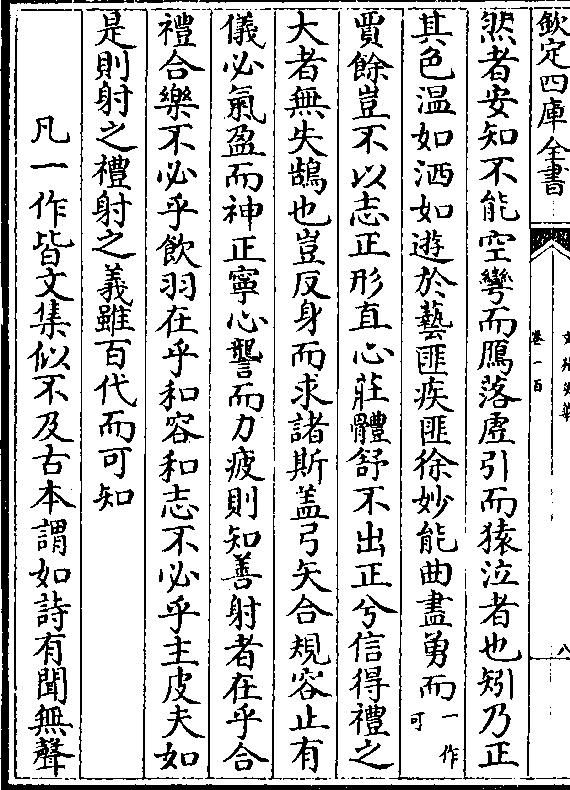 欽定四庫全書
卷一百
八
然者安知不能空彎而鴈落虛引而猿泣者也矧乃正
其色温如洒如遊於藝匪疾匪徐妙能曲盡勇而一作可
賈餘豈不以志正形直心莊體舒不出正兮信得禮之
大者無失鵠也豈反身而求諸斯盖弓矢合規容止有
儀必氣盈而神正寧心讋而力疲則知善射者在乎合
禮合樂不必乎飲羽在乎和容和志不必乎主皮夫如
是則射之禮射之義雖百代而可知
凡一作皆文集似不及古本謂如詩有聞無聲